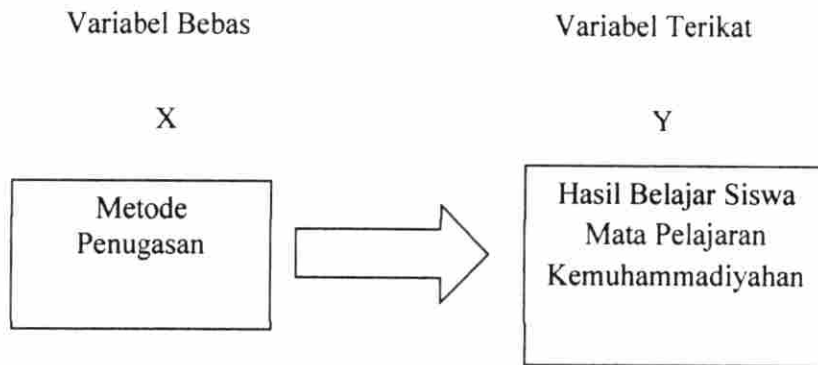 Variabel Bebas
Variabel Terikat
X
Y
Metode
Penugasan
Hasil Belajar Siswa
Mata Pelajaran
Kemuhammadiyahan